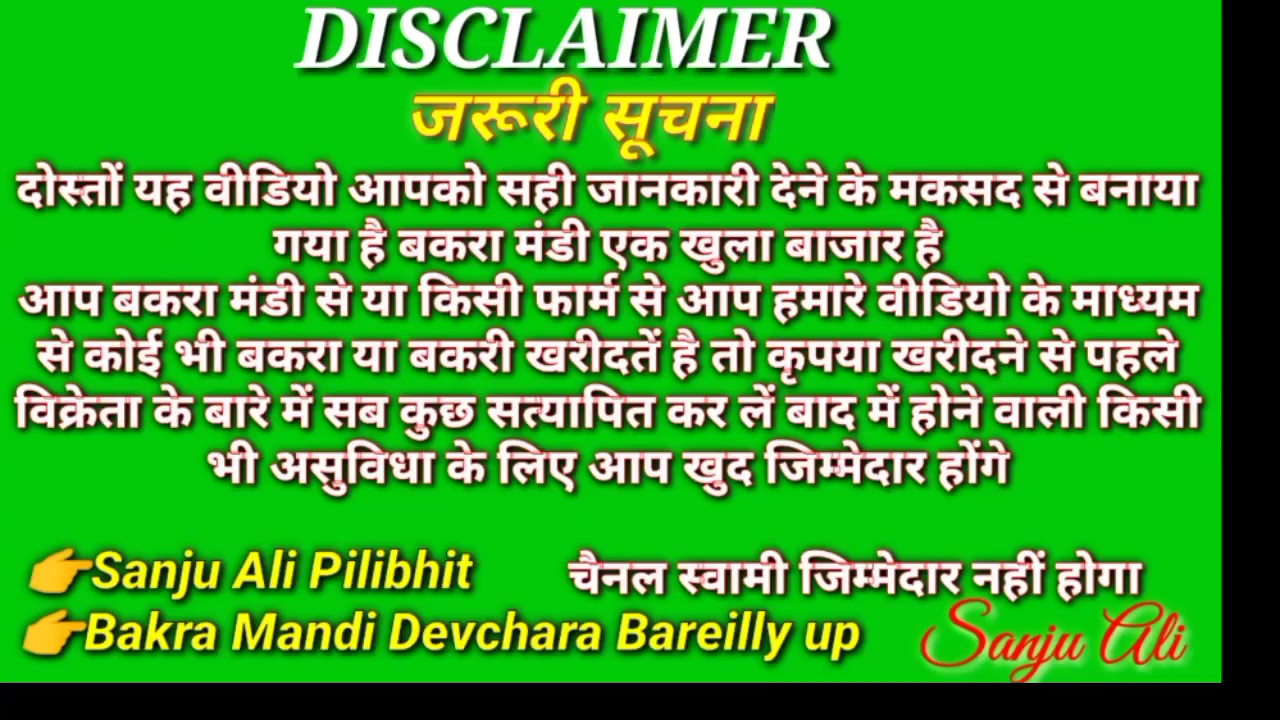 DISCLAIMER
जरूरी सूचना
दोस्तों यह वीडियो आपको सही जानकारी देने के मकसद से बनाया
गया है बकरा मंडी एक खुला बाजार है
आप बकरा मंडी से या किसी फार्म से आप हमारे वीडियो के माध्यम
से कोई भी बकरा या बकरी खरीदतें है तो कृपया खरीदने से पहले
विक्रेता के बारे में सब कुछ सत्यापित कर लें बाद में होने वाली किसी
भी असुविधा के लिए आप खुद जिम्मेदार होंगे
👉Sanju Ali Pilibhit चैनल स्वामी जिम्मेदार नहीं होगा
👉Bakra Mandi Devchara Bareilly up
Sanju Ali